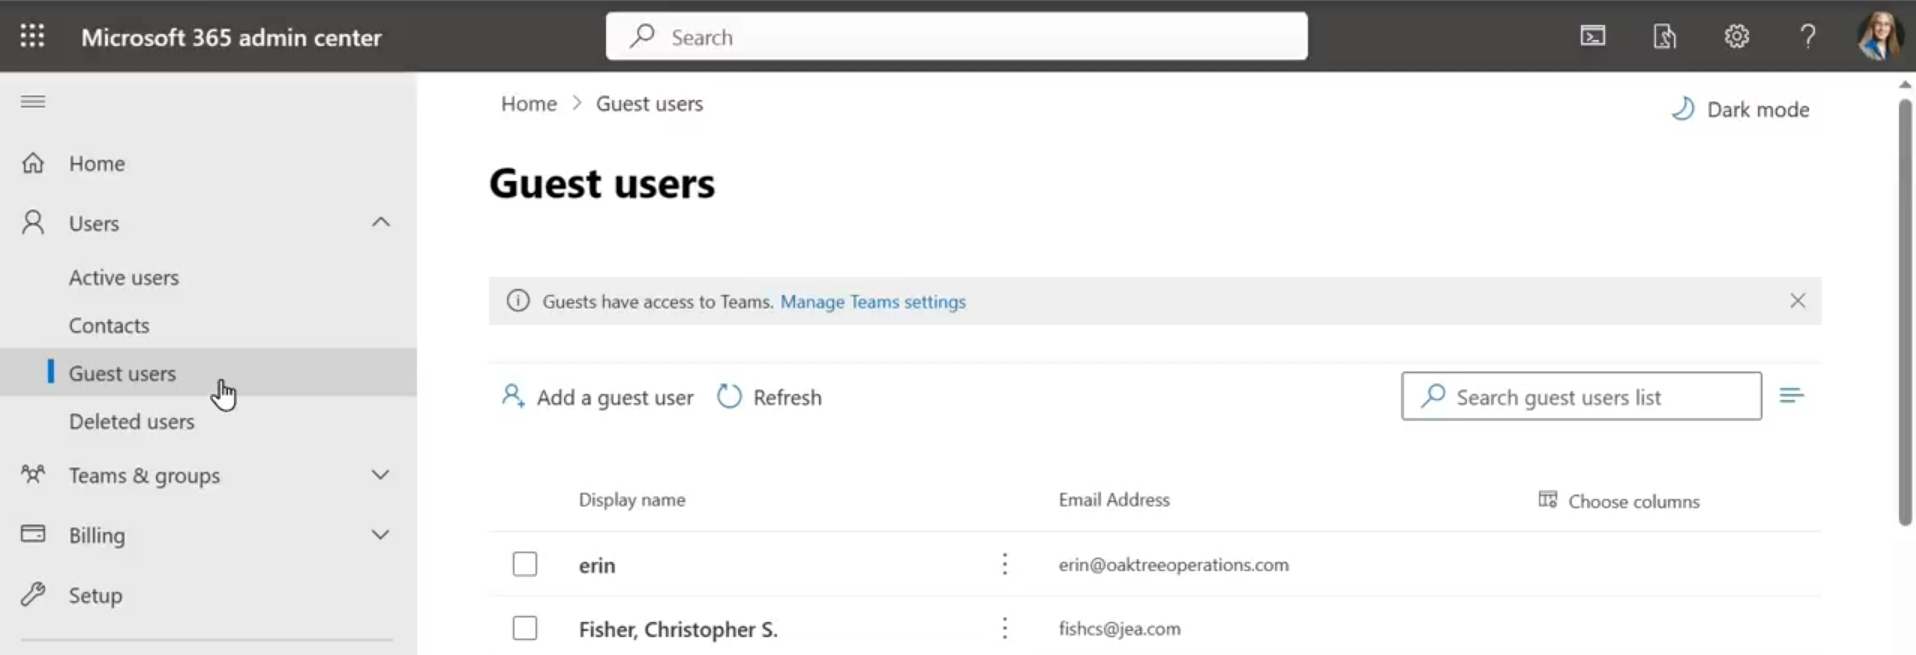 Microsoft 365 admin center
Search
Home
Users
Active users
Contacts
Guest users
Deleted users
Teams & groups
Billing
Setup
Home > Guest users
Dark mode
Guest users
Guests have access to Teams. Manage Teams settings
Add a guest user
Refresh
Search guest users list
Display name
Email Address
Choose columns
erin
erin@oaktreeoperations.com
Fisher, Christopher S.
fishcs@jea.com